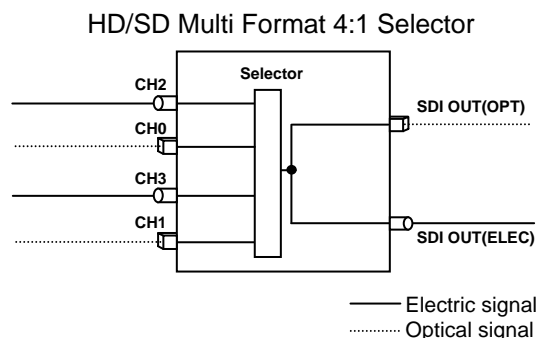 HD/SD Multi Format 4:1 Selector
Selector
CH2
SDI OUT(OPT)
CH0
CH3
CH1
SDI OUT(ELEC)
Electric signal
Optical signal